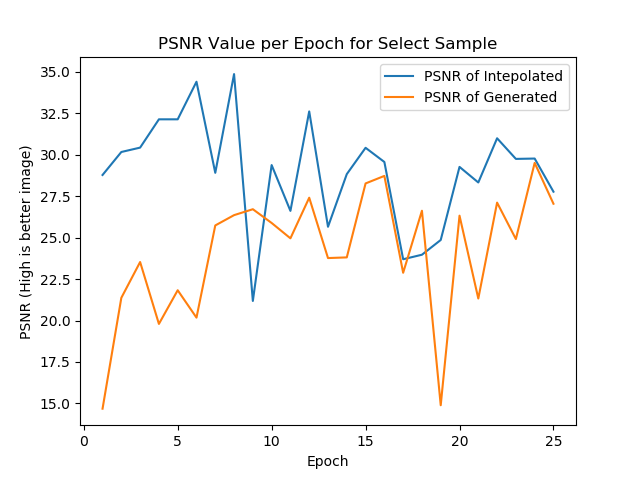 PSNR Value per Epoch for Select Sample
PSNR of Intepolated
PSNR of Generated
PSNR (High is better image)
35.0
32.5
30.0
27.5
25.0
22.5
20.0
17.5
15.0
0 5 10 15 20 25
Epoch